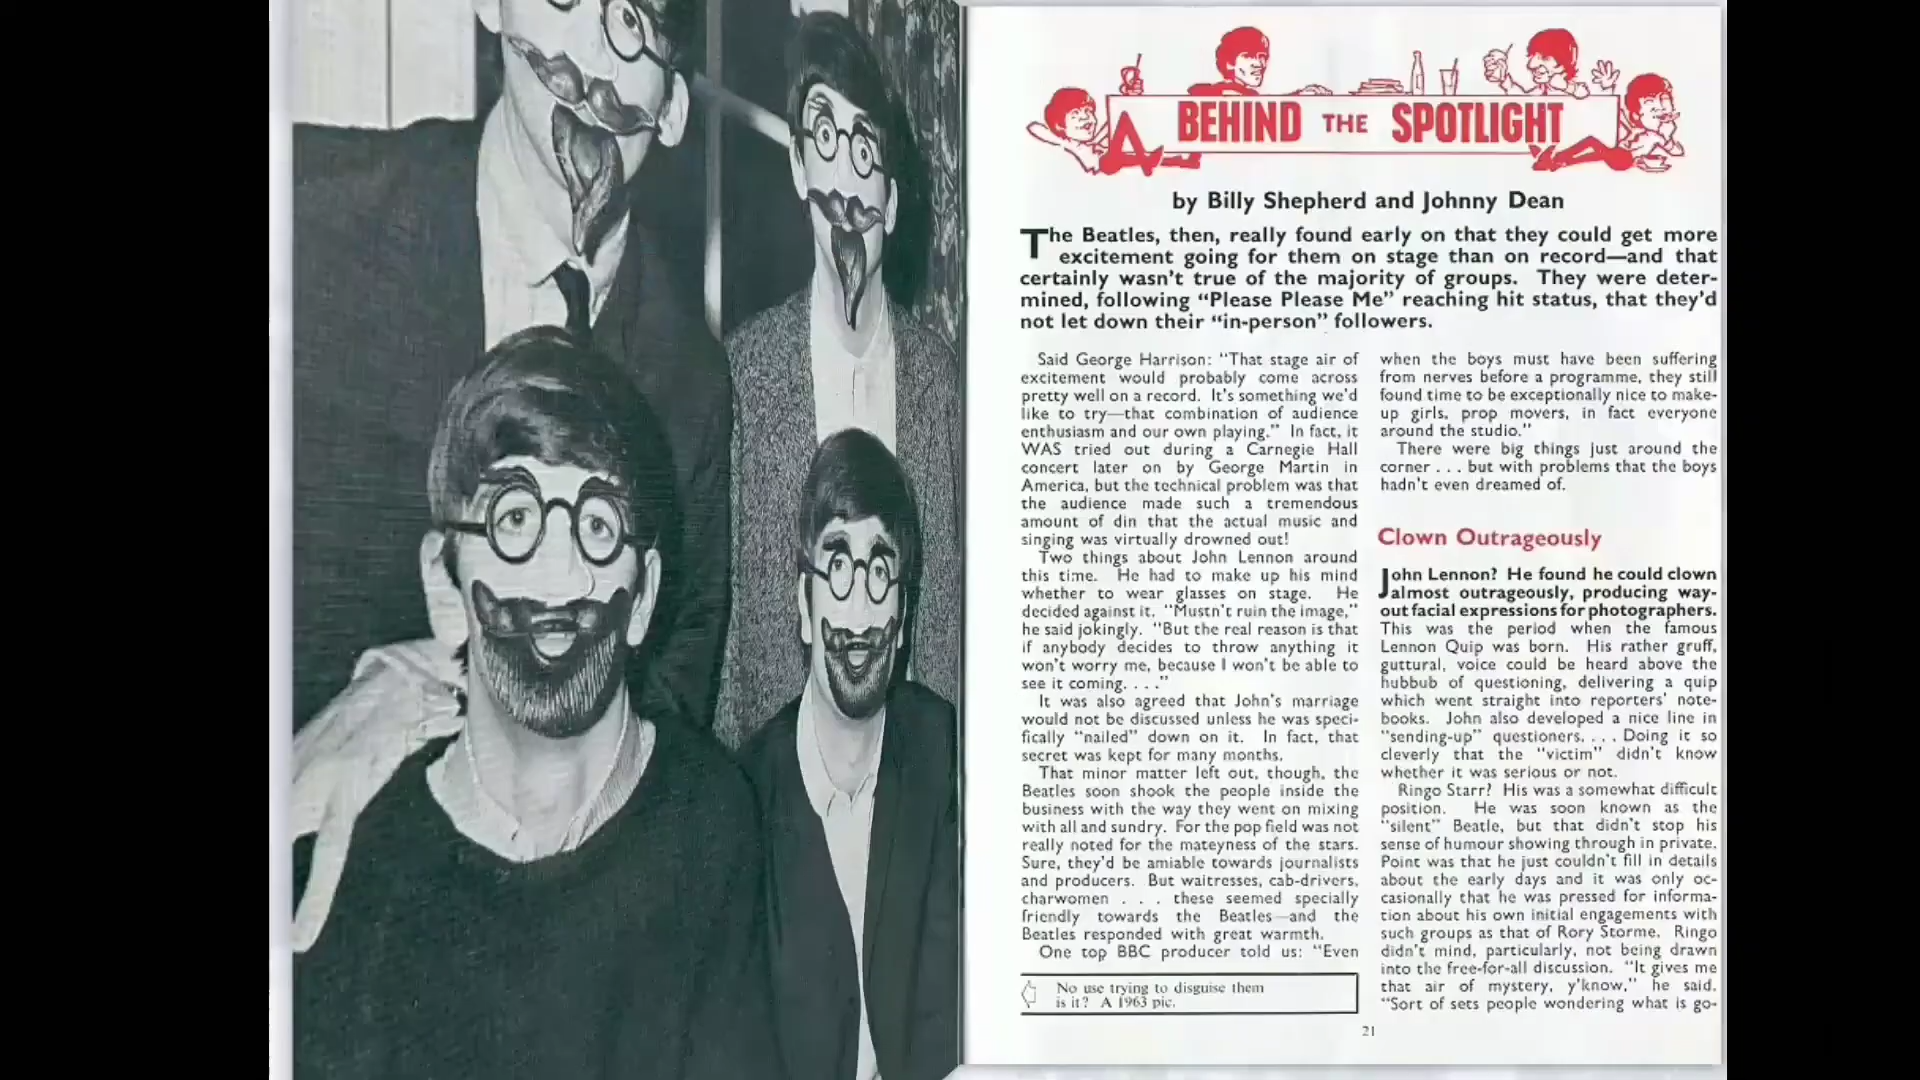 BEHIND THE SPOTLIGHT
by Billy Shepherd and Johnny Dean
The Beatles, then, really found early on that they could get more
excitement going for them on stage than on record—and that
certainly wasn't true of the majority of groups. They were deter-
mined, following "Please Please Me" reaching hit status, that they'd
not let down their "in-person" followers.
Said George Harrison: "That stage air of
excitement would probably come across
pretty well on a record. It's something we'd
like to try—that combination of audience
enthusiasm and our own playing." In fact, it
WAS tried out during a Carnegie Hall
concert later on by George Martin in
America, but the technical problem was that
the audience made such a tremendous
amount of din that the actual music and
singing was virtually drowned out!
Two things about John Lennon around
this time. He had to make up his mind
whether to wear glasses on stage. He
decided against it. "Mustn't ruin the image,"
he said jokingly. "But the real reason is that
if anybody decides to throw anything it
won't worry me, because I won't be able to
see it coming. . . ."
It was also agreed that John's marriage
would not be discussed unless he was speci-
fically "nailed" down on it. In fact, that
secret was kept for many months.
That minor matter left out, though, the
Beatles soon shook the people inside the
business with the way they went on mixing
with all and sundry. For the pop field was not
really noted for the mateyness of the stars.
Sure, they'd be amiable towards journalists
and producers. But waitresses, cab-drivers,
charwomen . . . these seemed specially
friendly towards the Beatles—and the
Beatles responded with great warmth.
One top BBC producer told us: "Even
No use trying to disguise them
is it? A 1963 pic.
when the boys must have been suffering
from nerves before a programme, they still
found time to be exceptionally nice to make-
up girls, prop movers, in fact everyone
around the studio."
There were big things just around the
corner . . . but with problems that the boys
hadn't even dreamed of.
Clown Outrageously
John Lennon? He found he could clown
almost outrageously, producing way-
out facial expressions for photographers.
This was the period when the famous
Lennon Quip was born. His rather gruff,
guttural, voice could be heard above the
hubbub of questioning, delivering a quip
which went straight into reporters' note-
books. John also developed a nice line in
"sending-up" questioners. . . . Doing it so
cleverly that the "victim" didn't know
whether it was serious or not.
Ringo Starr? His was a somewhat difficult
position. He was soon known as the
"silent" Beatle, but that didn't stop his
sense of humour showing through in private.
Point was that he just couldn't fill in details
about the early days and it was only oc-
casionally that he was pressed for informa-
tion about his own initial engagements with
such groups as that of Rory Storme. Ringo
didn't mind, particularly, not being drawn
into the free-for-all discussion. "It gives me
that air of mystery, y'know," he said.
"Sort of sets people wondering what is go-
21